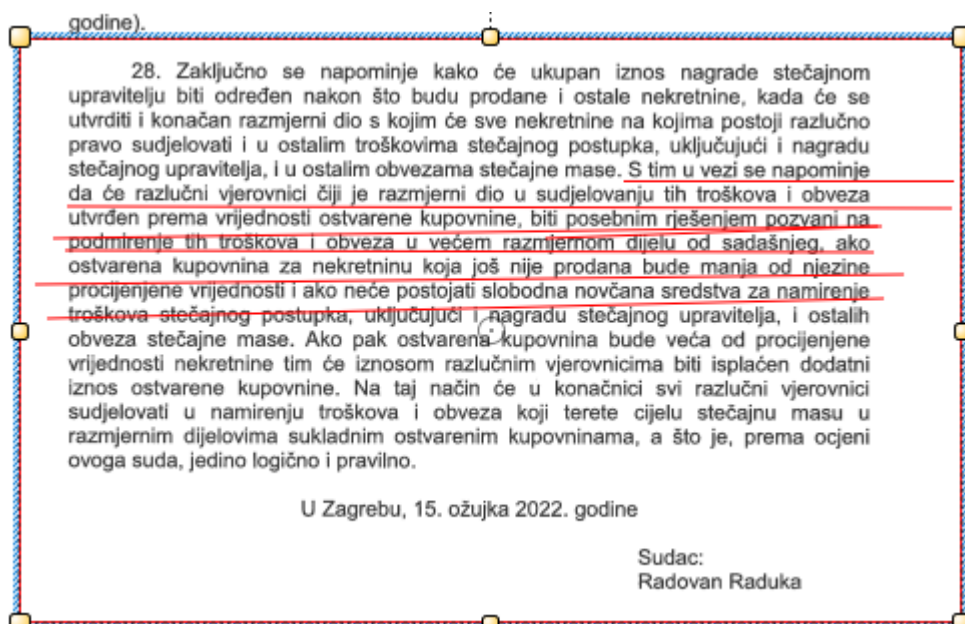 godine).
28. Zaključno se napominje kako će ukupan iznos nagrade stečajnom
upravitelju biti određen nakon što budu prodane i ostale nekretnine, kada će se
utvrditi i konačan razmjerni dio s kojim će sve nekretnine na kojima postoji razlučno
pravo sudjelovati i u ostalim troškovima stečajnog postupka, uključujući i nagradu
stečajnog upravitelja, i u ostalim obvezama stečajne mase. S tim u vezi se napominje
da će razlučni vjerovnici čiji je razmjerni dio u sudjelovanju tih troškova i obveza
utvrđen prema vrijednosti ostvarene kupovnine, biti posebnim rješenjem pozvani na
podmirenje tih troškova i obveza u većem razmjernom dijelu od sadašnjeg, ako
ostvarena kupovnina za nekretninu koja još nije prodana bude manja od njezine
procijenjene vrijednosti i ako neće postojati slobodna novčana sredstva za namirenje
troškova stečajnog postupka, uključujući i nagradu stečajnog upravitelja, i ostalih
obveza stečajne mase. Ako pak ostvarena kupovnina bude veća od procijenjene
vrijednosti nekretnine tim će iznosom razlučnim vjerovnicima biti isplaćen dodatni
iznos ostvarene kupovnine. Na taj način će u konačnici svi razlučni vjerovnici
sudjelovati u namirenju troškova i obveza koji terete cijelu stečajnu masu u
razmjernim dijelovima sukladnim ostvarenim kupovninama, a što je, prema ocjeni
ovoga suda, jedino logično i pravilno.
U Zagrebu, 15. ožujka 2022. godine
Sudac:
Radovan Raduka